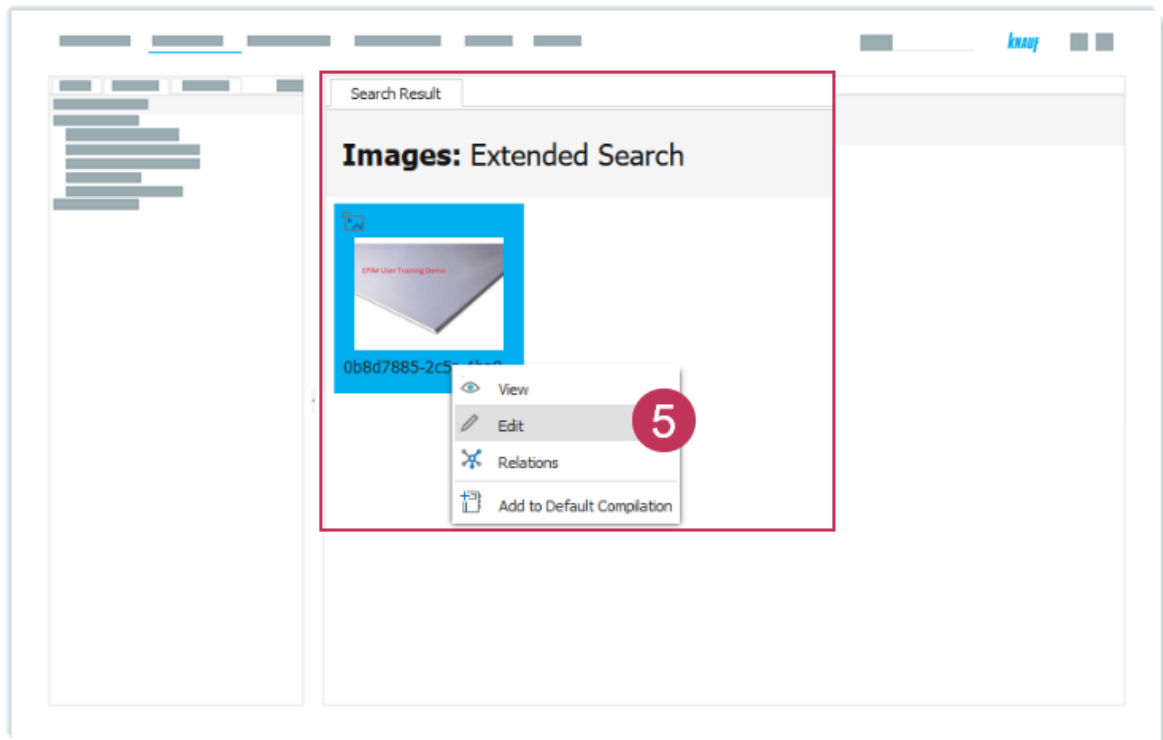 knauf
Search Result
Images: Extended Search
EPIM User Training Demo
0b8d7885-2c5
View
Edit
5
Relations
Add to Default Compilation